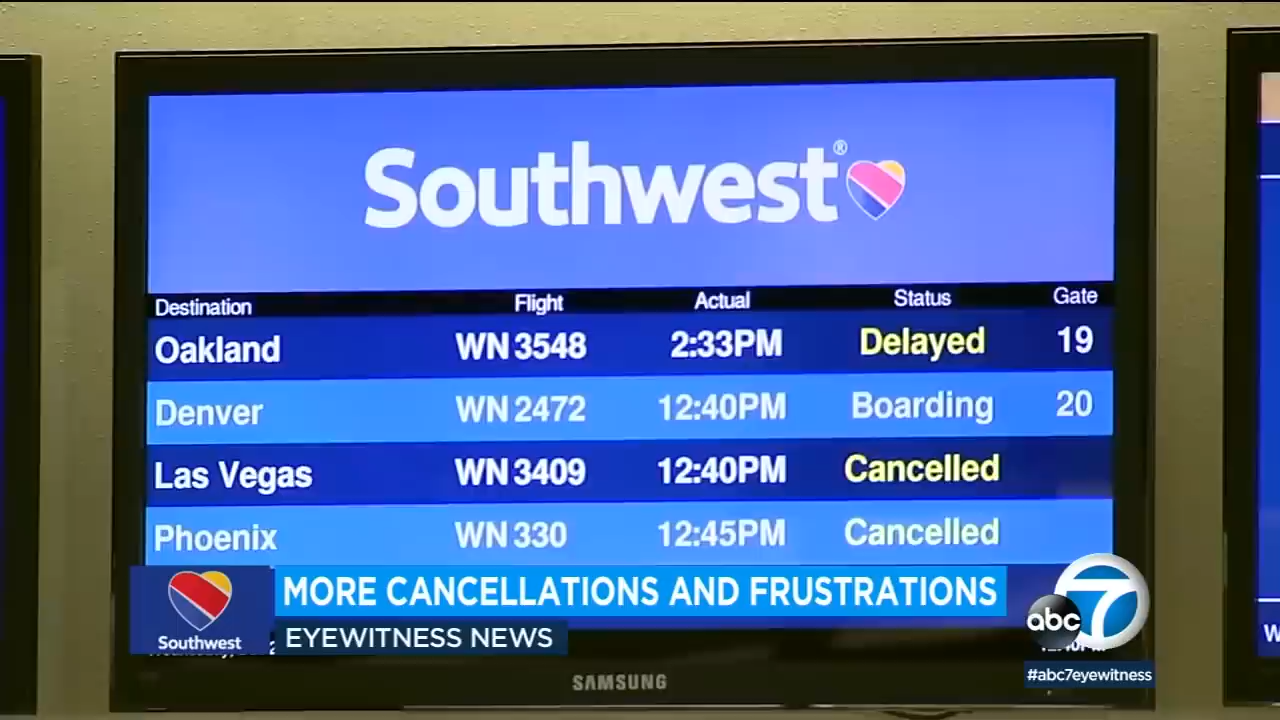 Southwest®
Destination Flight Actual Status Gate
Oakland WN 3548 2:33PM Delayed 19
Denver WN 2472 12:40PM Boarding 20
Las Vegas WN 3409 12:40PM Cancelled
Phoenix WN 330 12:45PM Cancelled
MORE CANCELLATIONS AND FRUSTRATIONS
Southwest
EYEWITNESS NEWS
abc 7
#abc7eyewitness
SAMSUNG
W